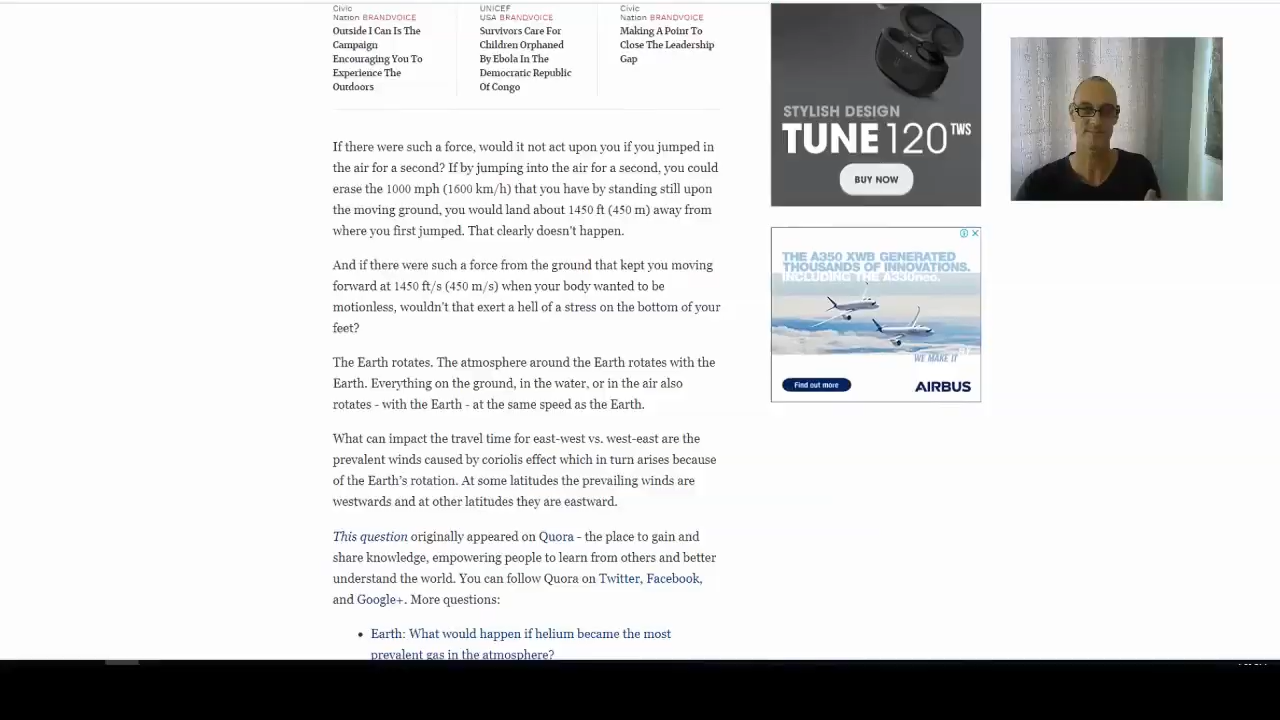 Civic
Nation BRANDVOICE
Outside I Can Is The
Campaign
Encouraging You To
Experience The
Outdoors
UNICEF
USA BRANDVOICE
Survivors Care For
Children Orphaned
By Ebola In The
Democratic Republic
Of Congo
Civic
Nation BRANDVOICE
Making A Point To
Close The Leadership
Gap
If there were such a force, would it not act upon you if you jumped in
the air for a second? If by jumping into the air for a second, you could
erase the 1000 mph (1600 km/h) that you have by standing still upon
the moving ground, you would land about 1450 ft (450 m) away from
where you first jumped. That clearly doesn't happen.
And if there were such a force from the ground that kept you moving
forward at 1450 ft/s (450 m/s) when your body wanted to be
motionless, wouldn't that exert a hell of a stress on the bottom of your
feet?
The Earth rotates. The atmosphere around the Earth rotates with the
Earth. Everything on the ground, in the water, or in the air also
rotates - with the Earth - at the same speed as the Earth.
What can impact the travel time for east-west vs. west-east are the
prevalent winds caused by coriolis effect which in turn arises because
of the Earth's rotation. At some latitudes the prevailing winds are
westwards and at other latitudes they are eastward.
This question originally appeared on Quora - the place to gain and
share knowledge, empowering people to learn from others and better
understand the world. You can follow Quora on Twitter, Facebook,
and Google+. More questions:
• Earth: What would happen if helium became the most
prevalent gas in the atmosphere?
STYLISH DESIGN
TUNE 120 TWS
BUY NOW
THE A350 XWB GENERATED
THOUSANDS OF INNOVATIONS.
INCLUDING THE A330neo.
WE MAKE IT
Find out more
AIRBUS